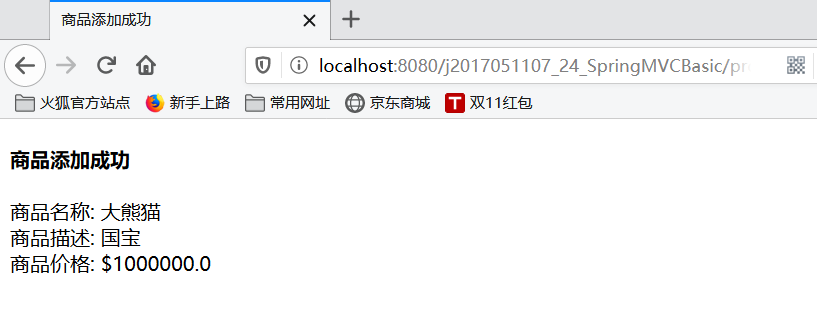 商品添加成功
localhost:8080/j2017051107_24_SpringMVCBasic/pr
火狐官方站点 新手上路 常用网址 京东商城 T 双11红包
商品添加成功
商品名称: 大熊猫
商品描述: 国宝
商品价格: $1000000.0